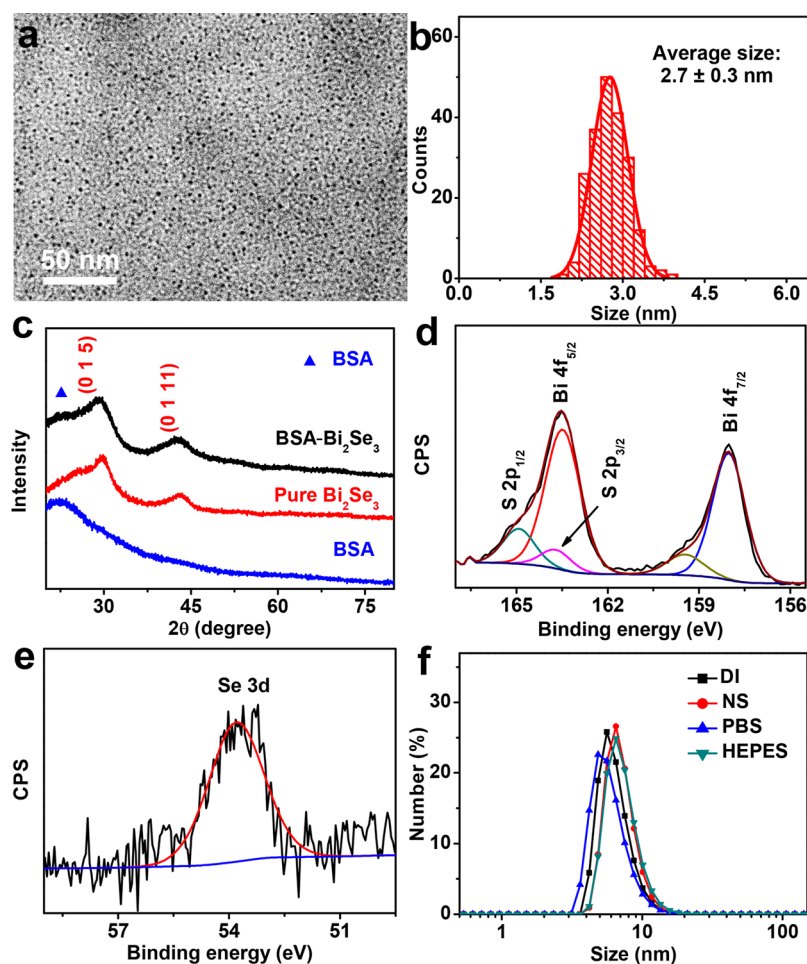 a
50 nm
b
Average size:
2.7 ± 0.3 nm
Counts
60
40
20
0
0.0 1.5 3.0 4.5 6.0
Size (nm)
c
(0 1 5)
(0 1 11)
▲ BSA
BSA-Bi₂Se₃
Pure Bi₂Se₃
BSA
Intensity
30 45 60 75
2θ (degree)
d
Bi 4f5/2
Bi 4f7/2
S 2p1/2
S 2p3/2
CPS
165 162 159 156
Binding energy (eV)
e
Se 3d
CPS
57 54 51
Binding energy (eV)
f
DI
NS
PBS
HEPES
Number (%)
30
20
10
0
1 10 100
Size (nm)